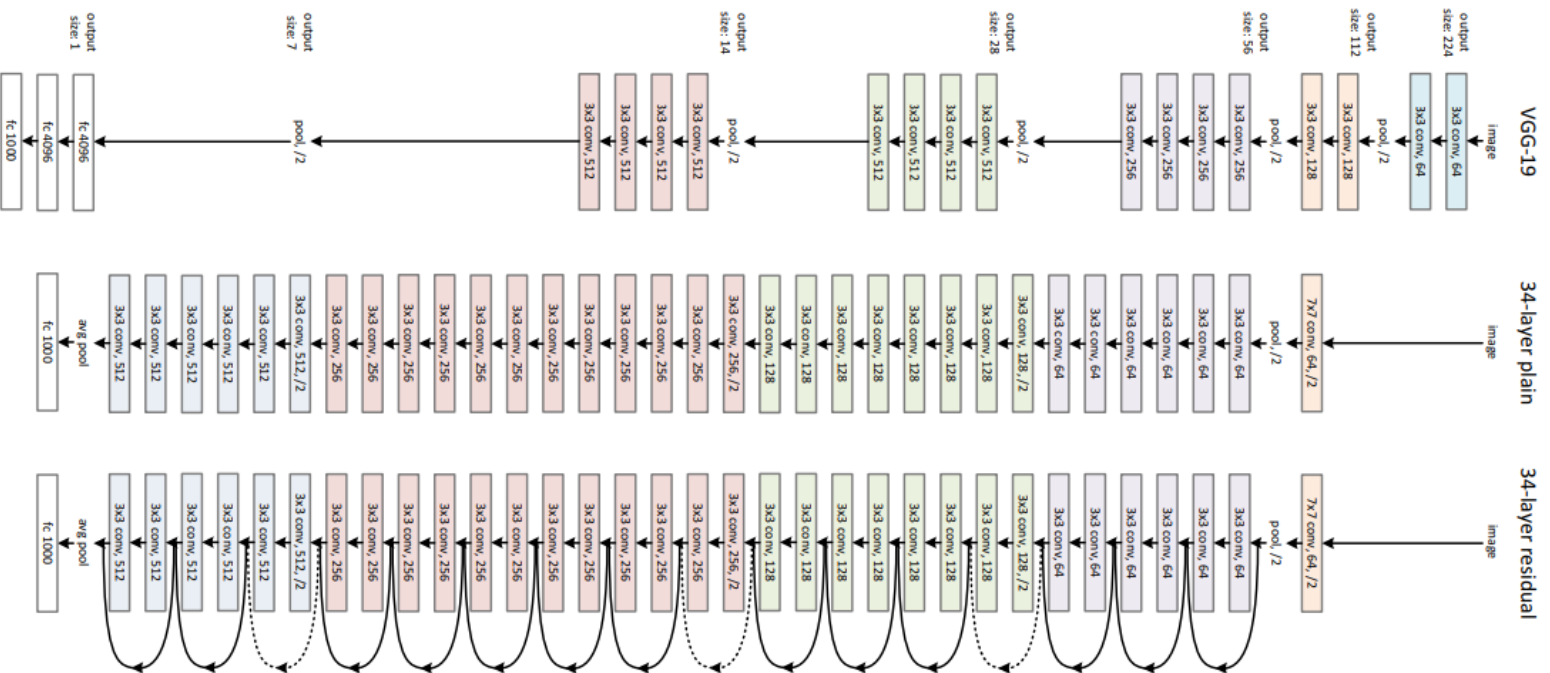 output
size: 224
output
size: 112
output
size: 56
output
size: 28
output
size: 14
output
size: 7
output
size: 1
VGG-19
image
3x3 conv, 64
3x3 conv, 64
pool, /2
3x3 conv, 128
3x3 conv, 128
pool, /2
3x3 conv, 256
3x3 conv, 256
3x3 conv, 256
3x3 conv, 256
pool, /2
3x3 conv, 512
3x3 conv, 512
3x3 conv, 512
3x3 conv, 512
pool, /2
3x3 conv, 512
3x3 conv, 512
3x3 conv, 512
3x3 conv, 512
pool, /2
fc 4096
fc 4096
fc 1000
34-layer plain
image
7x7 conv, 64, /2
pool, /2
3x3 conv, 64
3x3 conv, 64
3x3 conv, 64
3x3 conv, 64
3x3 conv, 64
3x3 conv, 64
3x3 conv, 128, /2
3x3 conv, 128
3x3 conv, 128
3x3 conv, 128
3x3 conv, 128
3x3 conv, 128
3x3 conv, 128
3x3 conv, 128
3x3 conv, 256, /2
3x3 conv, 256
3x3 conv, 256
3x3 conv, 256
3x3 conv, 256
3x3 conv, 256
3x3 conv, 256
3x3 conv, 256
3x3 conv, 256
3x3 conv, 256
3x3 conv, 256
3x3 conv, 256
3x3 conv, 512, /2
3x3 conv, 512
3x3 conv, 512
3x3 conv, 512
3x3 conv, 512
3x3 conv, 512
avg pool
fc 1000
34-layer residual
image
7x7 conv, 64, /2
pool, /2
3x3 conv, 64
3x3 conv, 64
3x3 conv, 64
3x3 conv, 64
3x3 conv, 64
3x3 conv, 64
3x3 conv, 128, /2
3x3 conv, 128
3x3 conv, 128
3x3 conv, 128
3x3 conv, 128
3x3 conv, 128
3x3 conv, 128
3x3 conv, 128
3x3 conv, 256, /2
3x3 conv, 256
3x3 conv, 256
3x3 conv, 256
3x3 conv, 256
3x3 conv, 256
3x3 conv, 256
3x3 conv, 256
3x3 conv, 256
3x3 conv, 256
3x3 conv, 256
3x3 conv, 256
3x3 conv, 512, /2
3x3 conv, 512
3x3 conv, 512
3x3 conv, 512
3x3 conv, 512
3x3 conv, 512
avg pool
fc 1000